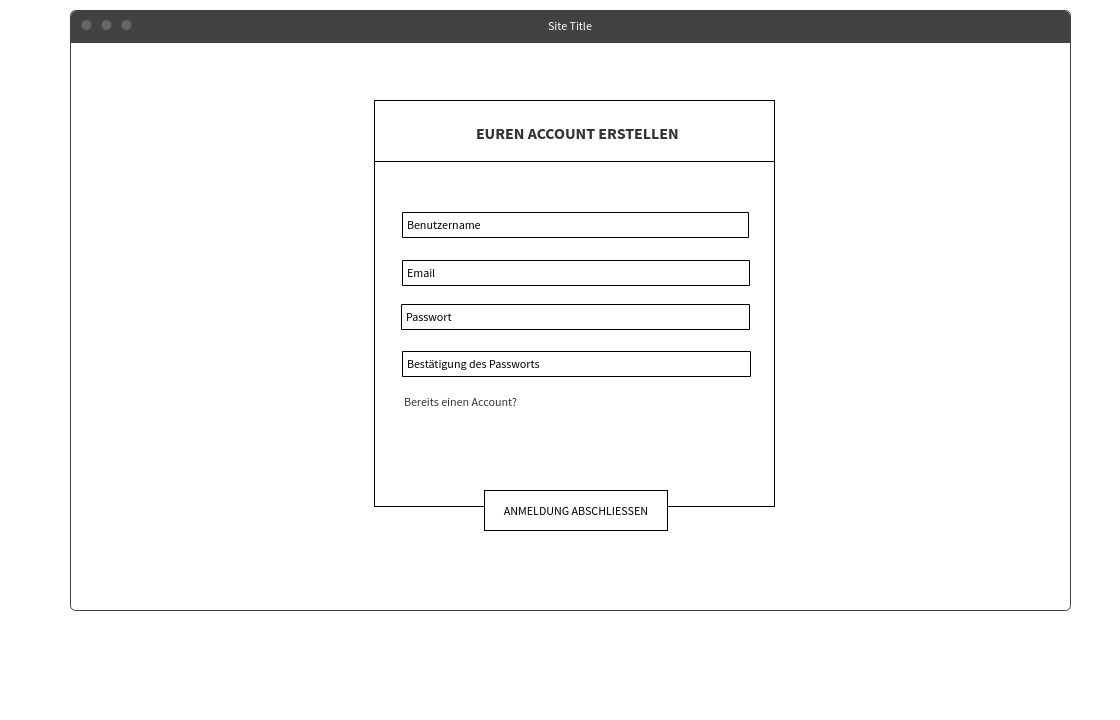 Site Title
EUREN ACCOUNT ERSTELLEN
Benutzername
Email
Passwort
Bestätigung des Passworts
Bereits einen Account?
ANMELDUNG ABSCHLIESSEN